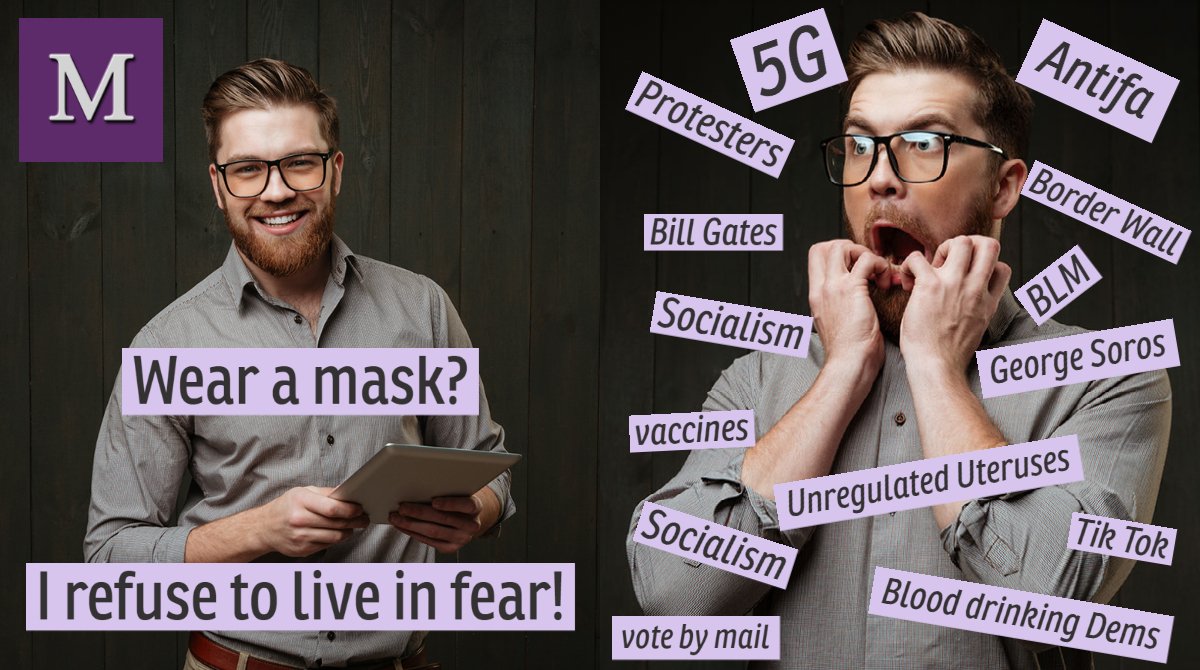 M
Wear a mask?
I refuse to live in fear!
5G
Antifa
Protesters
Border Wall
Bill Gates
BLM
Socialism
George Soros
vaccines
Unregulated Uteruses
Socialism
Tik Tok
Blood drinking Dems
vote by mail